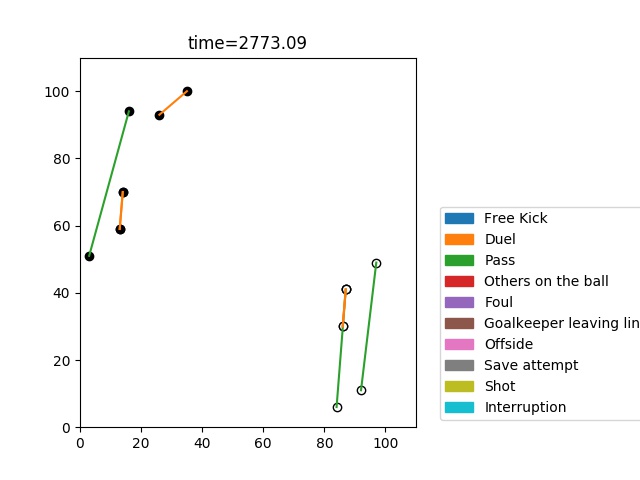 time=2773.09
100
80
60
40
20
0
0 20 40 60 80 100
Free Kick
Duel
Pass
Others on the ball
Foul
Goalkeeper leaving lin
Offside
Save attempt
Shot
Interruption